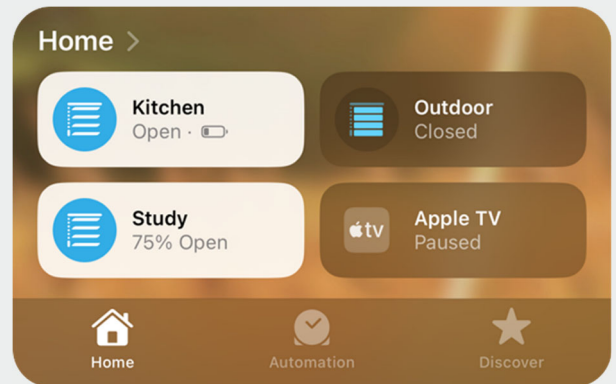 Home
Kitchen
Open ·
Outdoor
Closed
Study
75% Open
tv
Apple TV
Paused
Home
Automation
Discover